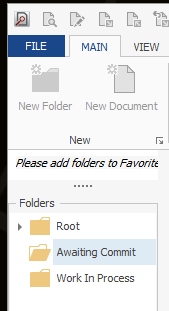 FILE MAIN VIEW
New Folder New Document
New
Please add folders to Favorite
Folders
Root
Awaiting Commit
Work In Process